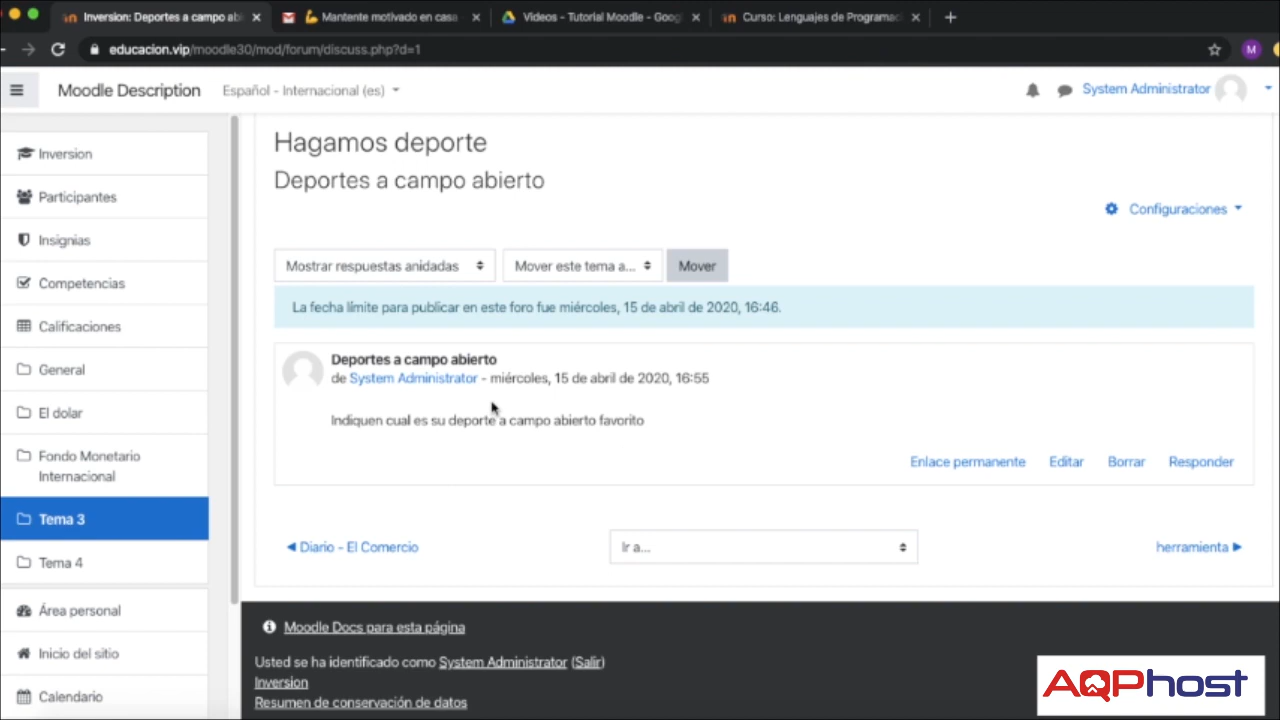 Inversion: Deportes a campo abi
Mantente motivado en casa
Videos - Tutorial Moodle - Goog
Curso: Lenguajes de Programac
educacion.vip/moodle30/mod/forum/discuss.php?d=1
M
Moodle Description
Español - Internacional (es)
System Administrator
Inversion
Participantes
Insignias
Competencias
Calificaciones
General
El dolar
Fondo Monetario
Internacional
Tema 3
Tema 4
Área personal
Inicio del sitio
Calendario
Hagamos deporte
Deportes a campo abierto
Configuraciones
Mostrar respuestas anidadas
Mover este tema a...
Mover
La fecha límite para publicar en este foro fue miércoles, 15 de abril de 2020, 16:46.
Deportes a campo abierto
de System Administrator - miércoles, 15 de abril de 2020, 16:55
Indiquen cual es su deporte a campo abierto favorito
Enlace permanente
Editar
Borrar
Responder
◀ Diario - El Comercio
Ir a...
herramienta ▶
Moodle Docs para esta página
Usted se ha identificado como System Administrator (Salir)
Inversion
Resumen de conservación de datos
AQPhost